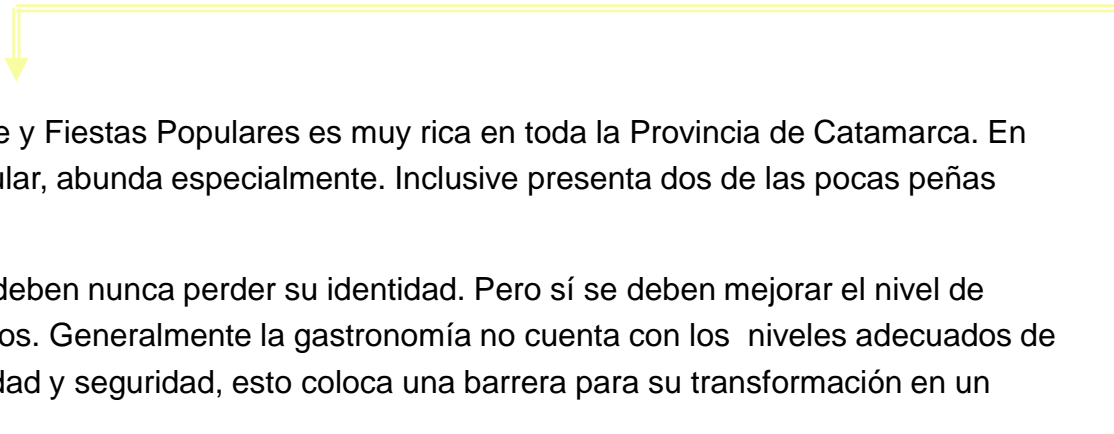 e y Fiestas Populares es muy rica en toda la Provincia de Catamarca. En
ular, abunda especialmente. Inclusive presenta dos de las pocas peñas
deben nunca perder su identidad. Pero sí se deben mejorar el nivel de
os. Generalmente la gastronomía no cuenta con los niveles adecuados de
dad y seguridad, esto coloca una barrera para su transformación en un